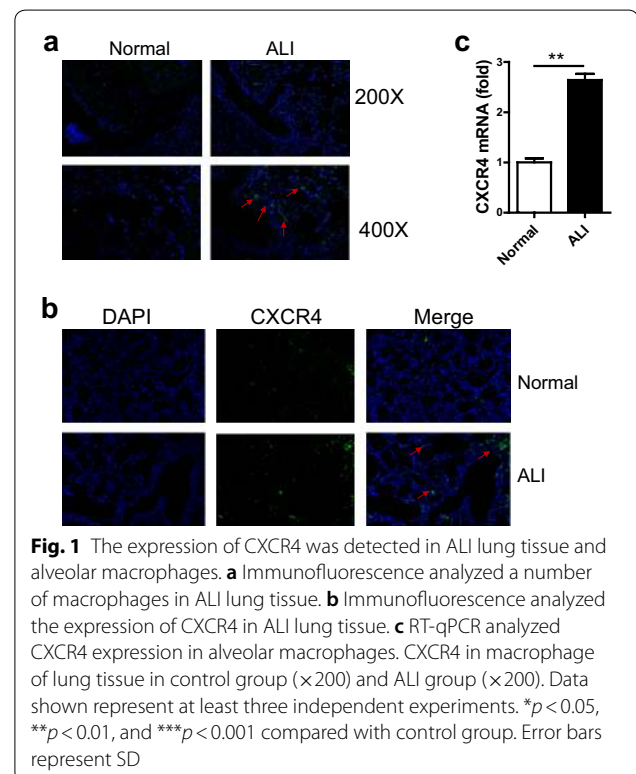 a
Normal ALI
200X
400X
c
**
CXCR4 mRNA (fold)
3
2
1
0
Normal
ALI
b
DAPI CXCR4 Merge
Normal
ALI
Fig. 1 The expression of CXCR4 was detected in ALI lung tissue and
alveolar macrophages. a Immunofluorescence analyzed a number
of macrophages in ALI lung tissue. b Immunofluorescence analyzed
the expression of CXCR4 in ALI lung tissue. c RT-qPCR analyzed
CXCR4 expression in alveolar macrophages. CXCR4 in macrophage
of lung tissue in control group (×200) and ALI group (×200). Data
shown represent at least three independent experiments. *p < 0.05,
**p < 0.01, and ***p < 0.001 compared with control group. Error bars
represent SD